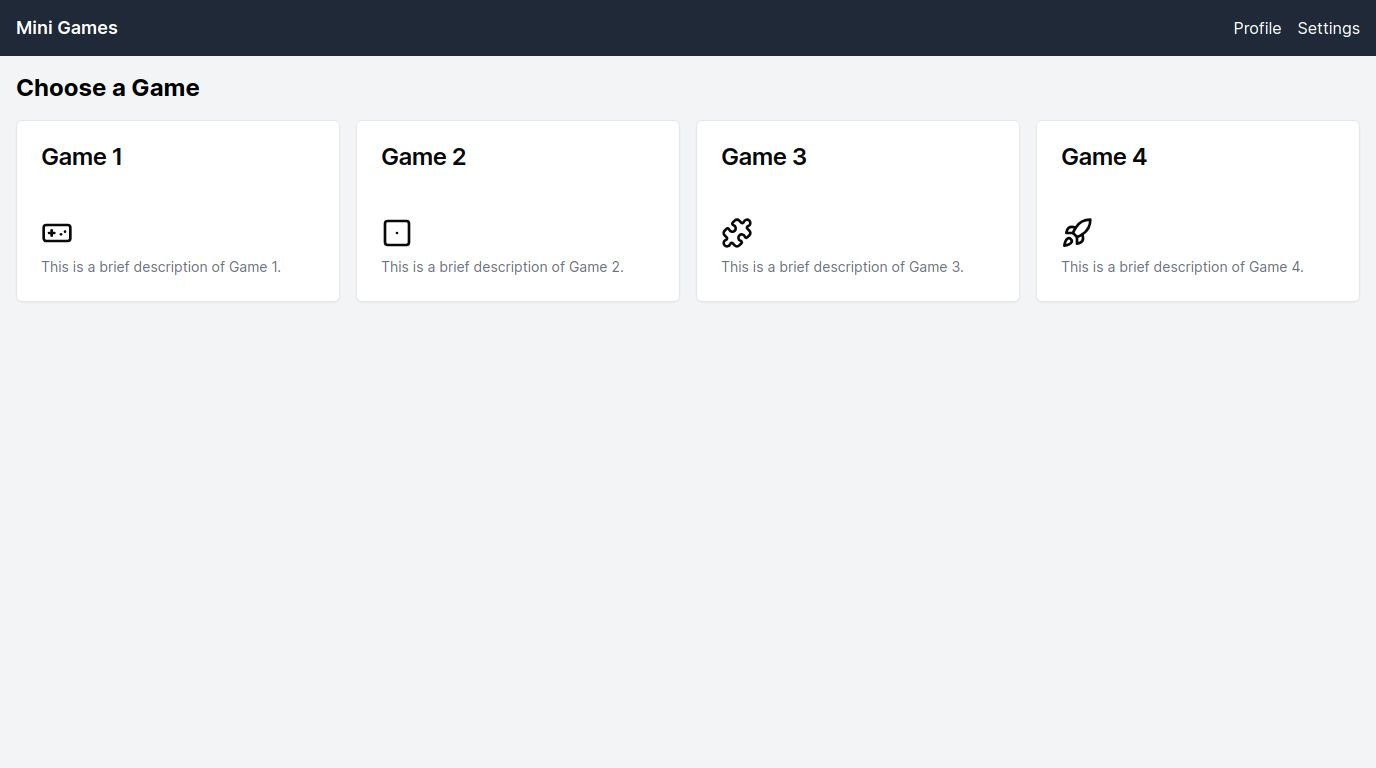 Mini Games
Profile Settings
Choose a Game
Game 1
This is a brief description of Game 1.
Game 2
This is a brief description of Game 2.
Game 3
This is a brief description of Game 3.
Game 4
This is a brief description of Game 4.